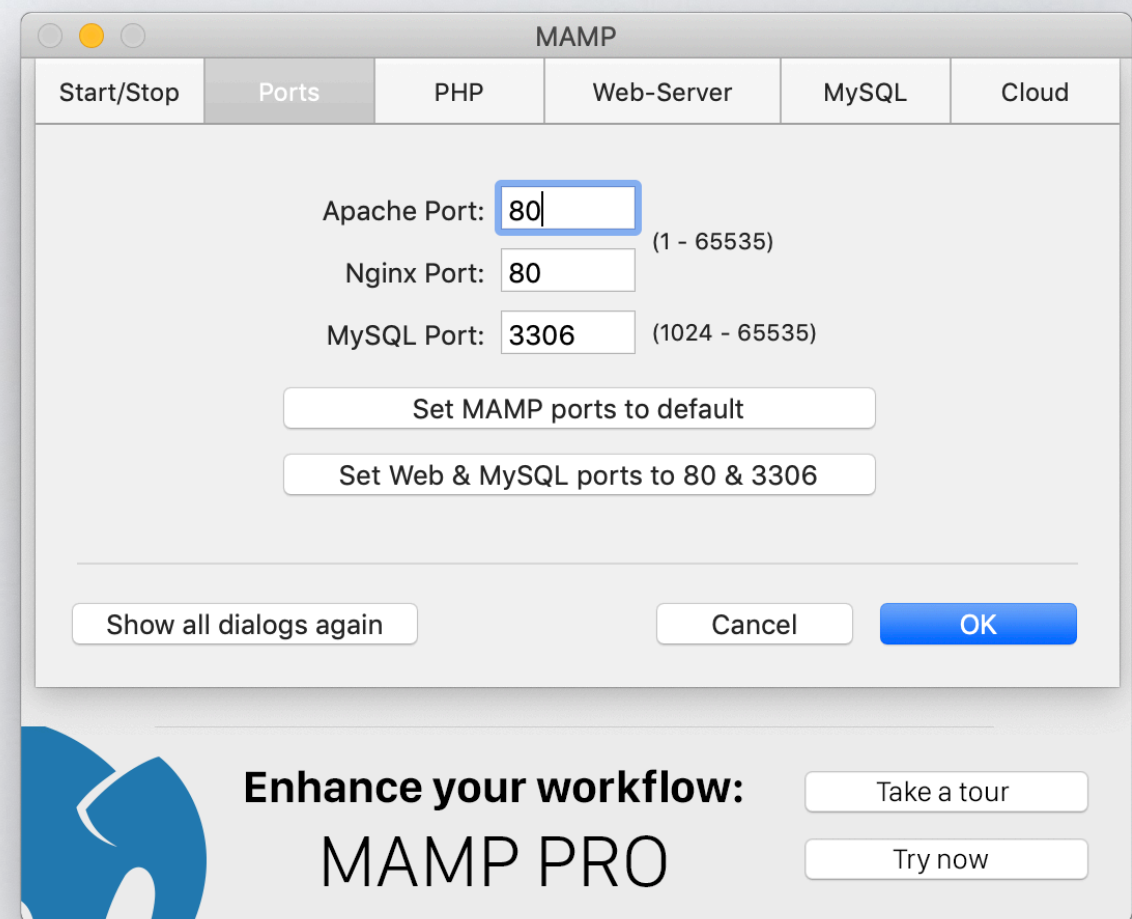 MAMP
Start/Stop Ports PHP Web-Server MySQL Cloud
Apache Port: 80
(1 - 65535)
Nginx Port: 80
MySQL Port: 3306 (1024 - 65535)
Set MAMP ports to default
Set Web & MySQL ports to 80 & 3306
Show all dialogs again Cancel OK
Enhance your workflow: Take a tour
MAMP PRO Try now